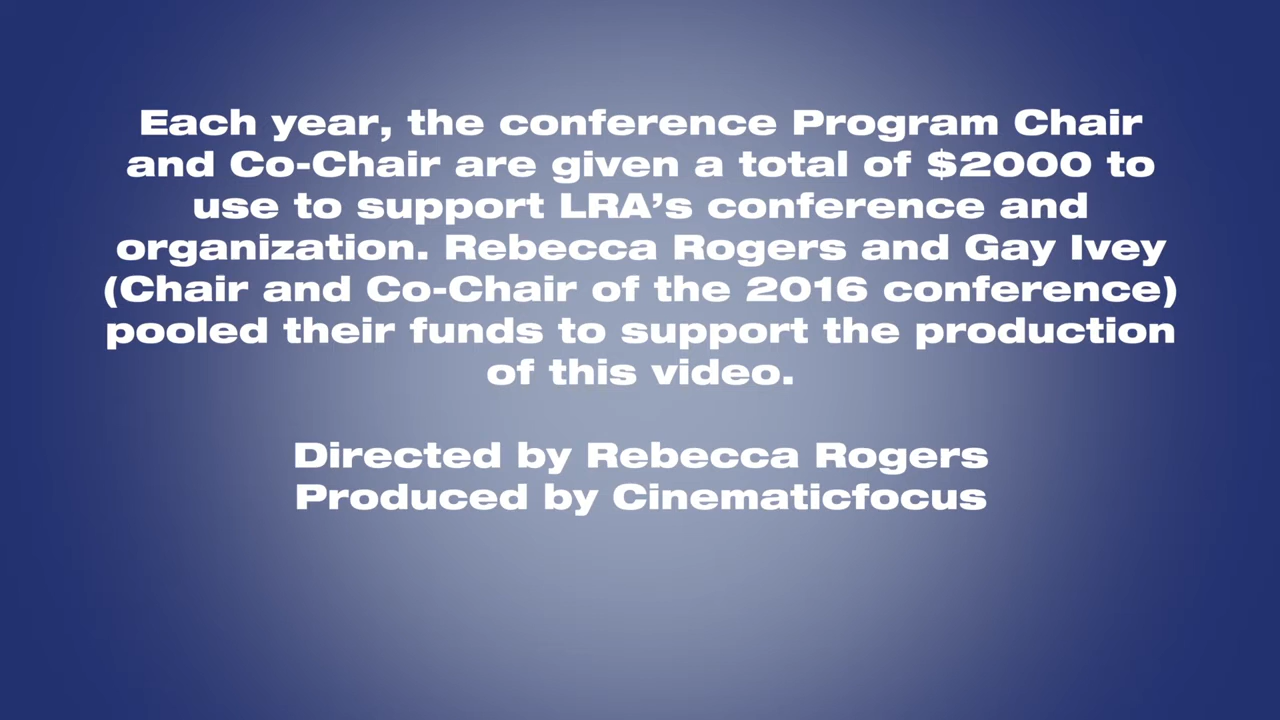 Each year, the conference Program Chair
and Co-Chair are given a total of $2000 to
use to support LRA’s conference and
organization. Rebecca Rogers and Gay Ivey
(Chair and Co-Chair of the 2016 conference)
pooled their funds to support the production
of this video.
Directed by Rebecca Rogers
Produced by Cinematicfocus